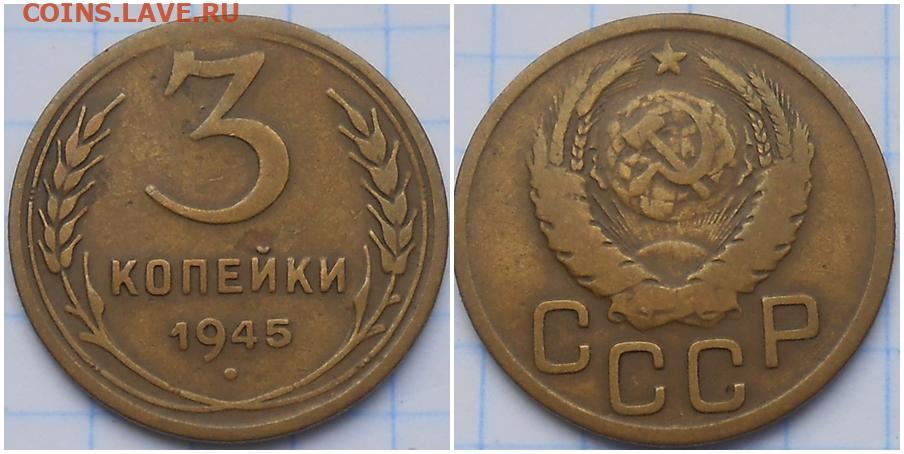 COINS.LAVE.RU
3
КОПЕЙКИ
1945
СССР